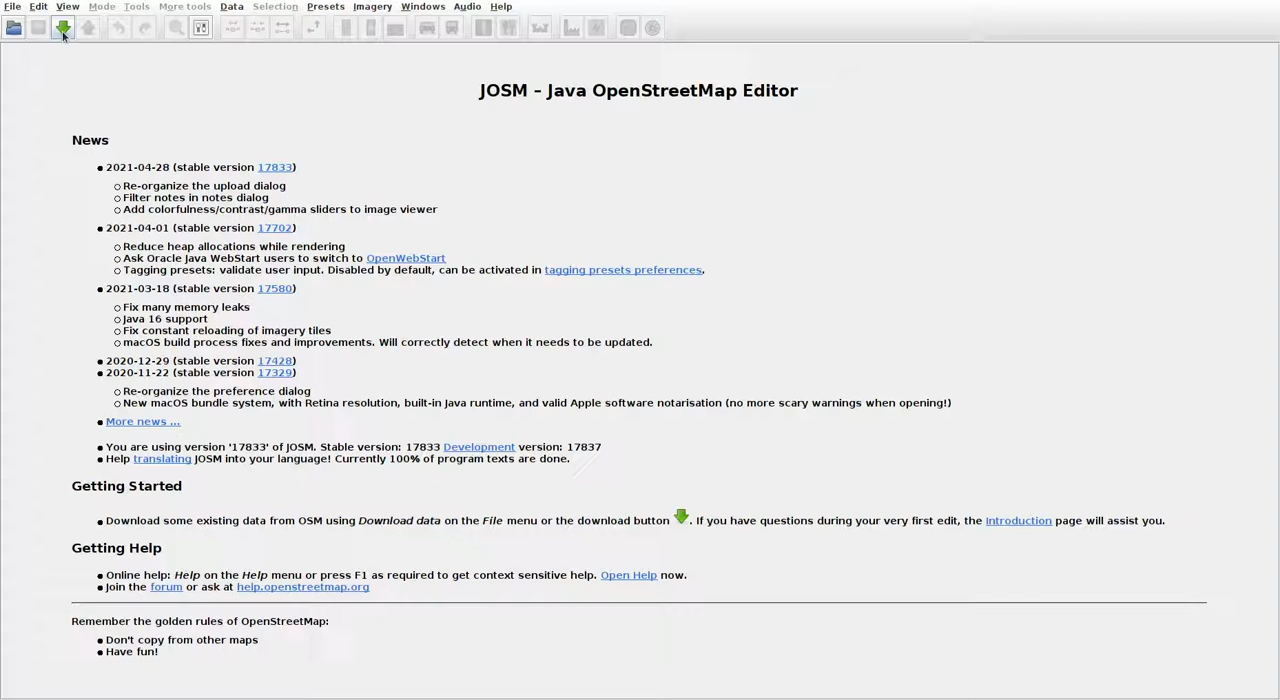 File Edit View Mode Tools More tools Data Selection Presets Imagery Windows Audio Help
JOSM – Java OpenStreetMap Editor
News
2021-04-28 (stable version 17833)
Re-organize the upload dialog
Filter notes in notes dialog
Add colorfulness/contrast/gamma sliders to image viewer
2021-04-01 (stable version 17702)
Reduce heap allocations while rendering
Ask Oracle Java WebStart users to switch to OpenWebStart
Tagging presets: validate user input. Disabled by default, can be activated in tagging presets preferences.
2021-03-18 (stable version 17580)
Fix many memory leaks
Java 16 support
Fix constant reloading of imagery tiles
macOS build process fixes and improvements. Will correctly detect when it needs to be updated.
2020-12-29 (stable version 17428)
2020-11-22 (stable version 17329)
Re-organize the preference dialog
New macOS bundle system, with Retina resolution, built-in Java runtime, and valid Apple software notarisation (no more scary warnings when opening!)
More news ...
You are using version '17833' of JOSM. Stable version: 17833 Development version: 17837
Help translating JOSM into your language! Currently 100% of program texts are done.
Getting Started
Download some existing data from OSM using Download data on the File menu or the download button . If you have questions during your very first edit, the Introduction page will assist you.
Getting Help
Online help: Help on the Help menu or press F1 as required to get context sensitive help. Open Help now.
Join the forum or ask at help.openstreetmap.org
Remember the golden rules of OpenStreetMap:
Don't copy from other maps
Have fun!